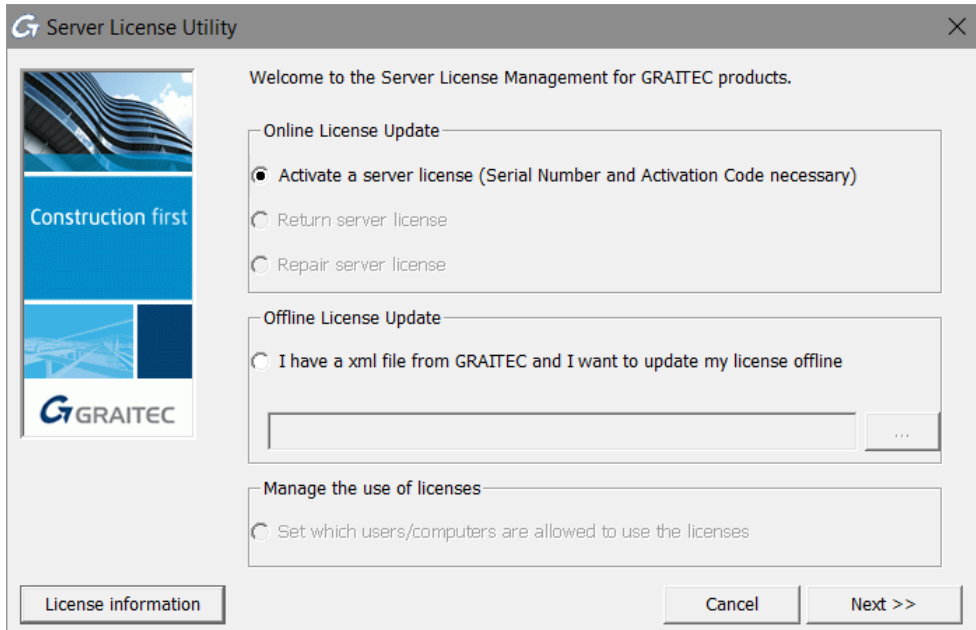 Server License Utility
Welcome to the Server License Management for GRAITEC products.
Construction first
GRAITEC
Online License Update
Activate a server license (Serial Number and Activation Code necessary)
Return server license
Repair server license
Offline License Update
I have a xml file from GRAITEC and I want to update my license offline
...
Manage the use of licenses
Set which users/computers are allowed to use the licenses
License information
Cancel
Next >>